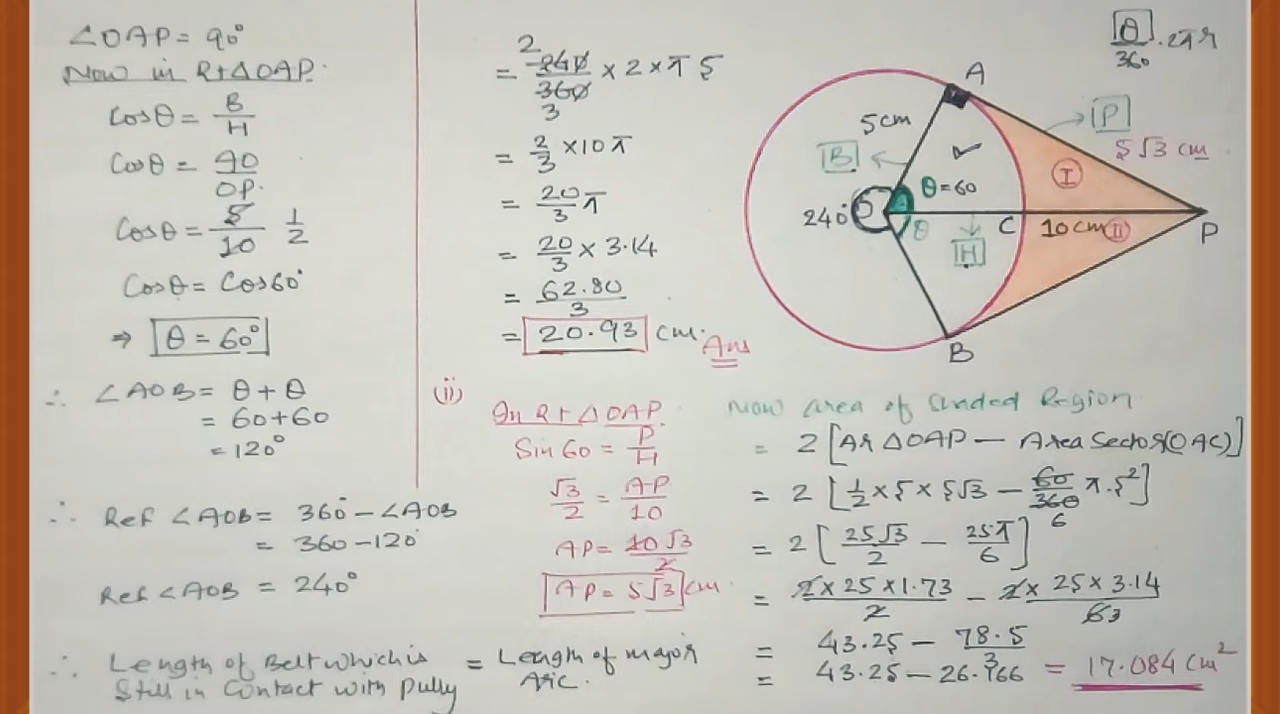 ∠OAP = 90°
Now in Rt△OAP.
Cosθ = B/H
Cosθ = AO/OP.
Cosθ = 5/10 1/2
Cosθ = Cos60°
⇒ θ = 60°
∴ ∠AOB = θ + θ
= 60+60
= 120°
∴ Ref ∠AOB = 360° − ∠AOB
= 360 − 120°
Ref ∠AOB = 240°
∴ Length of Belt which is = Length of major
Still in Contact with Pully Arc.
= 240/360 × 2 × π 5
2
3
= 2/3 × 10π
= 20/3 π
= 20/3 × 3.14
= 62.80/3
= 20.93 cm. Ans
(ii)
In Rt △OAP.
Sin 60 = P/H
√3/2 = AP/10
AP = 10√3/2
AP = 5√3 cm.
θ/360 . 2πr
A
P
5√3 cm
5cm
B
I
θ=60
240°
O
θ
H
C
10cm
II
P
B
Now area of Shaded Region
= 2 [Ar △OAP − Area Sector(OAC)]
= 2 [1/2 × 5 × 5√3 − 60/360 π.5²]
6
= 2 [25√3/2 − 25π/6]
= 2 × 25 × 1.73/2 − 2 × 25 × 3.14/6 3
= 43.25 − 78.5/3
= 43.25 − 26.166 = 17.084 cm²